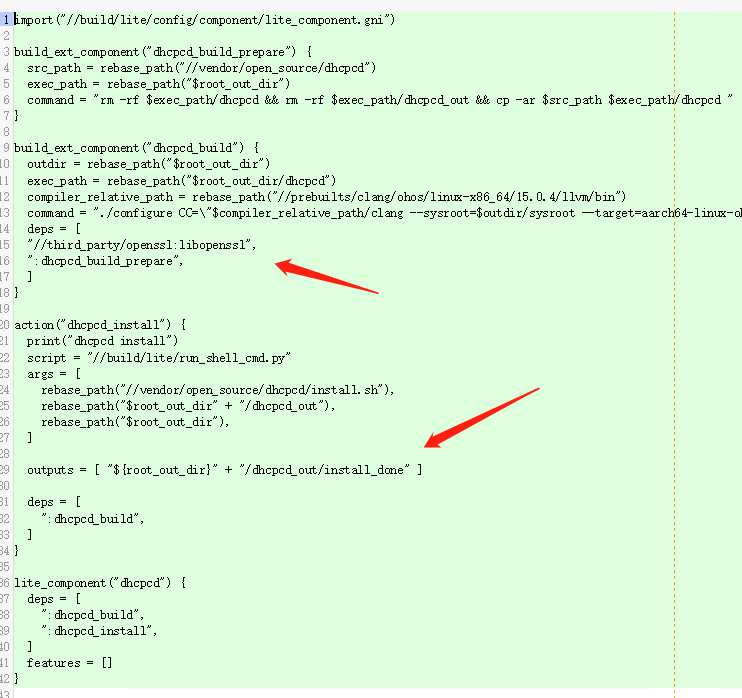 1 import("//build/lite/config/component/lite_component.gni")
2
3 build_ext_component("dhcpcd_build_prepare") {
4   src_path = rebase_path("//vendor/open_source/dhcpcd")
5   exec_path = rebase_path("$root_out_dir")
6   command = "rm -rf $exec_path/dhcpcd && rm -rf $exec_path/dhcpcd_out && cp -ar $src_path $exec_path/dhcpcd "
7 }
8
9 build_ext_component("dhcpcd_build") {
10   outdir = rebase_path("$root_out_dir")
11   exec_path = rebase_path("$root_out_dir/dhcpcd")
12   compiler_relative_path = rebase_path("//prebuilts/clang/ohos/linux-x86_64/15.0.4/llvm/bin")
13   command = "./configure CC=\"$compiler_relative_path/clang --sysroot=$outdir/sysroot --target=aarch64-linux-oh
14   deps = [
15   "//third_party/openssl:libopenssl",
16   ":dhcpcd_build_prepare",
17   ]
18 }
19
20 action("dhcpcd_install") {
21   print("dhcpcd install")
22   script = "//build/lite/run_shell_cmd.py"
23   args = [
24     rebase_path("//vendor/open_source/dhcpcd/install.sh"),
25     rebase_path("$root_out_dir" + "/dhcpcd_out"),
26     rebase_path("$root_out_dir"),
27   ]
28
29   outputs = [ "${root_out_dir}" + "/dhcpcd_out/install_done" ]
30
31   deps = [
32     ":dhcpcd_build",
33   ]
34 }
35
36 lite_component("dhcpcd") {
37   deps = [
38     ":dhcpcd_build",
39     ":dhcpcd_install",
40   ]
41   features = []
42 }
43